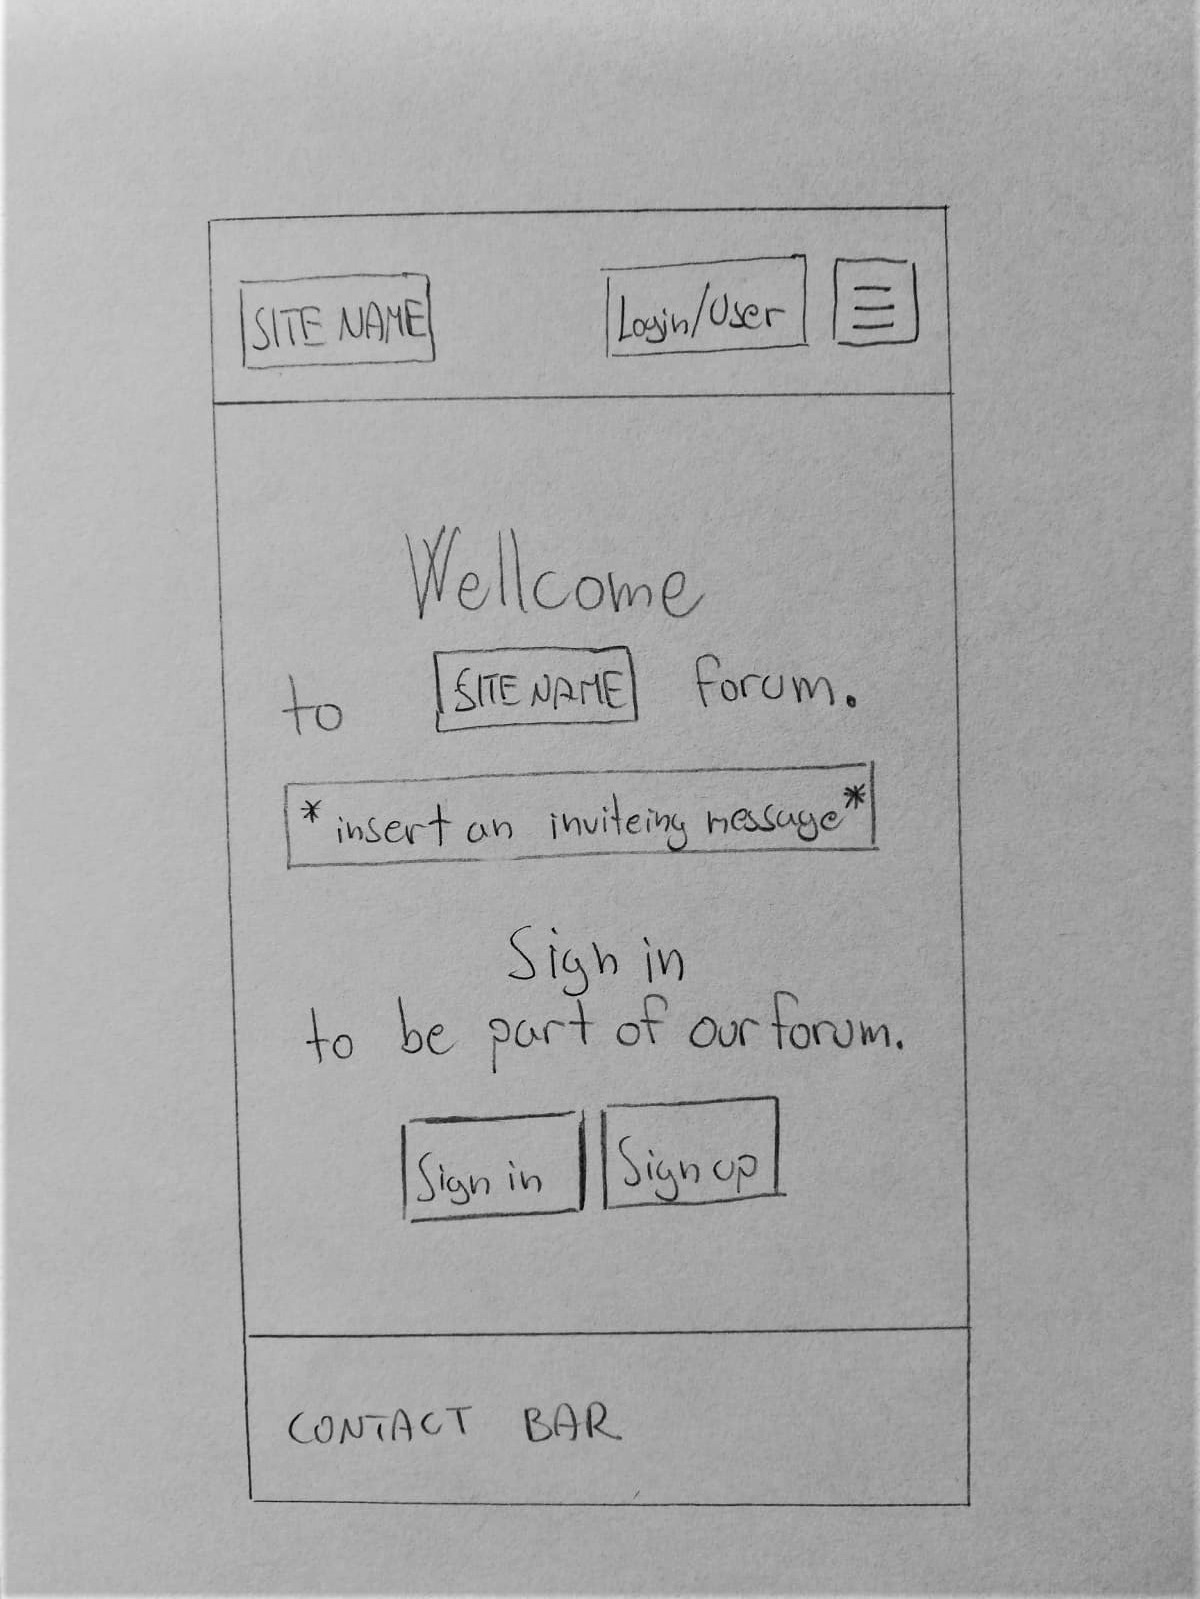 SITE NAME Login/User
Wellcome
to SITE NAME forum.
*insert an inviteing message*
Sign in
to be part of our forum.
Sign in Sign up
CONTACT BAR